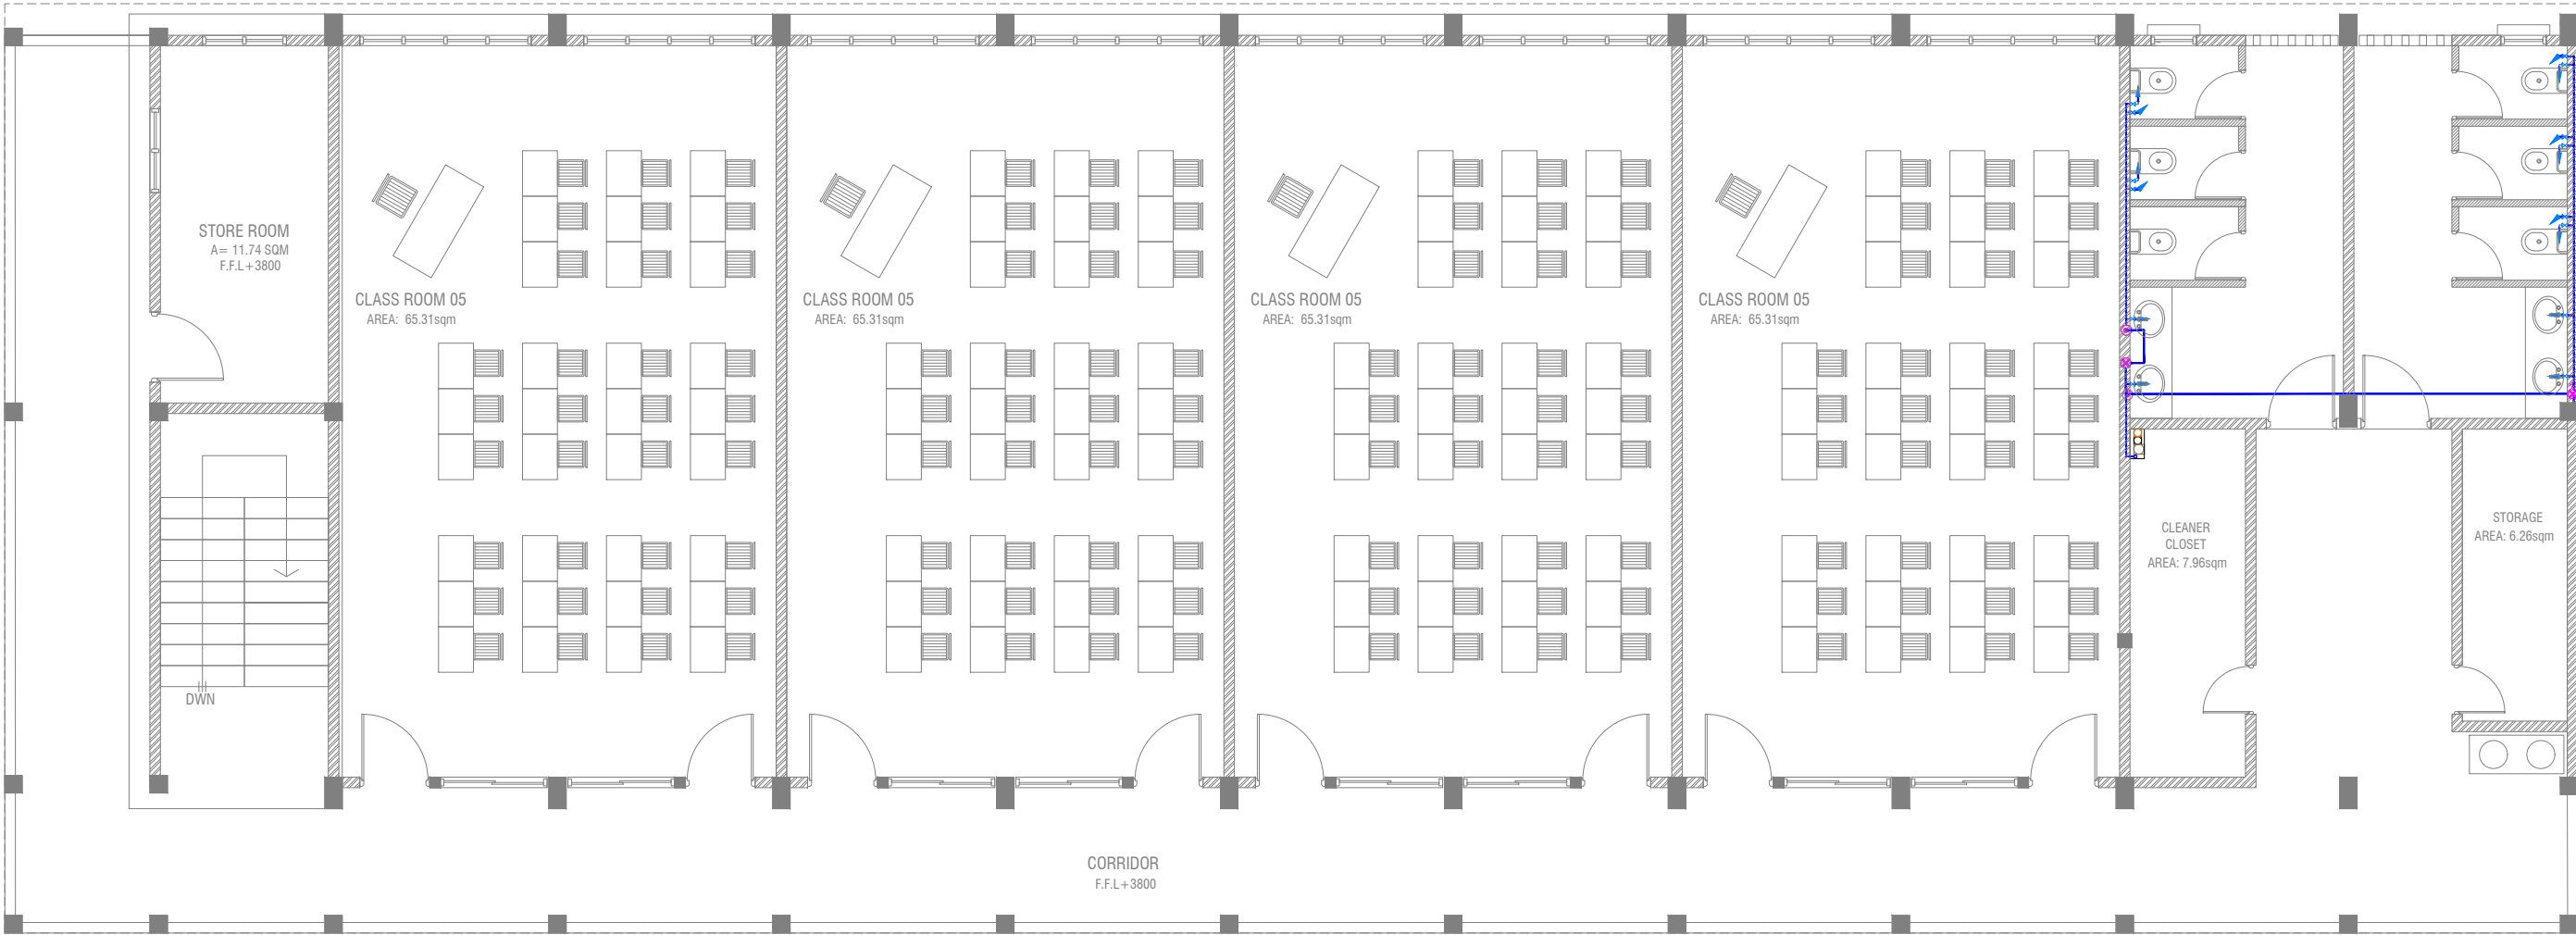 STORE ROOM
A= 11.74 SQM
F.F.L+3800
CLASS ROOM 05
AREA: 65.31sqm
CLASS ROOM 05
AREA: 65.31sqm
CLASS ROOM 05
AREA: 65.31sqm
CLASS ROOM 05
AREA: 65.31sqm
CLEANER
CLOSET
AREA: 7.96sqm
STORAGE
AREA: 6.26sqm
DWN
CORRIDOR
F.F.L+3800